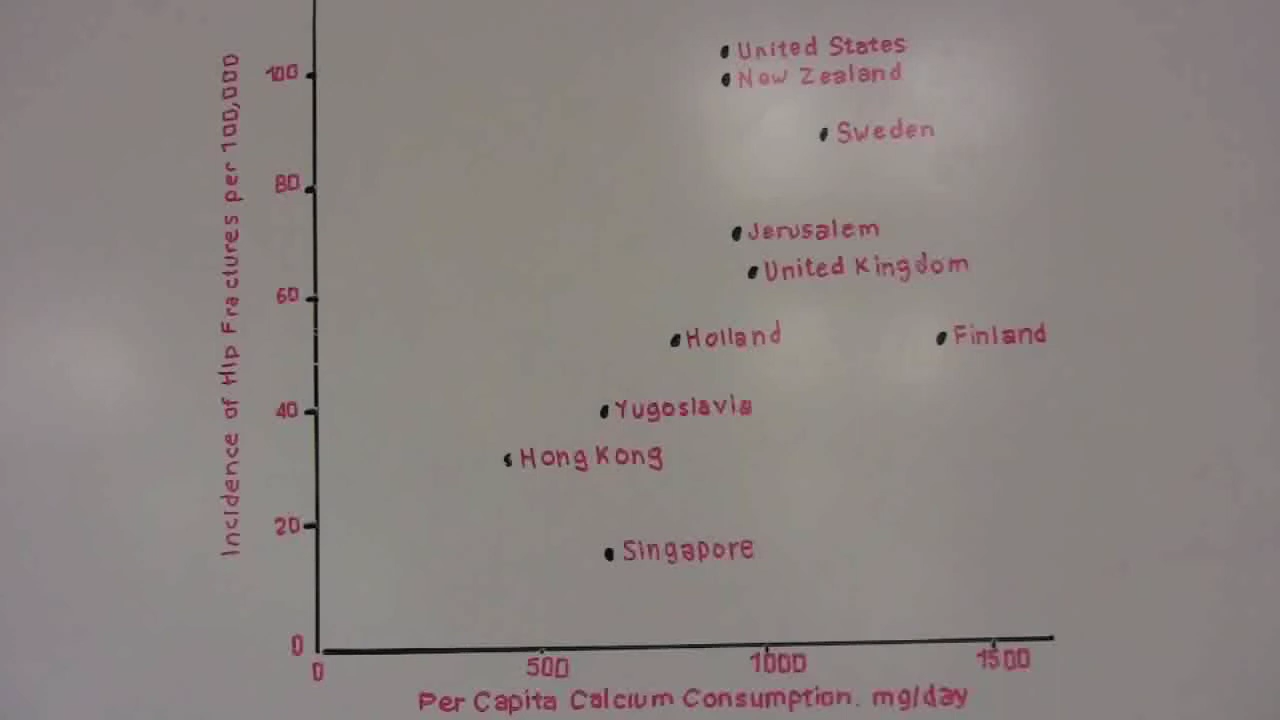 Incidence of Hip Fractures per 100,000
100
80
60
40
20
0
United States
New Zealand
Sweden
Jerusalem
United Kingdom
Holland
Finland
Yugoslavia
Hong Kong
Singapore
0 500 1000 1500
Per Capita Calcium Consumption. mg/day